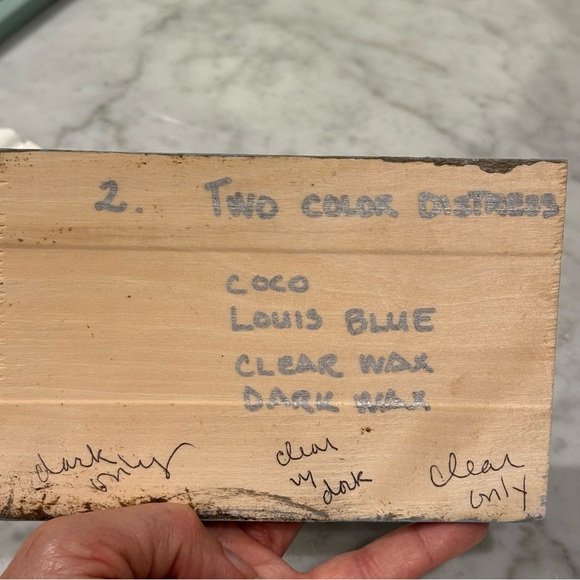 2. TWO COLOR DISTRESS
COCO
LOUIS BLUE
CLEAR WAX
DARK WAX
dark
only
clear
w/
dark
clear
only